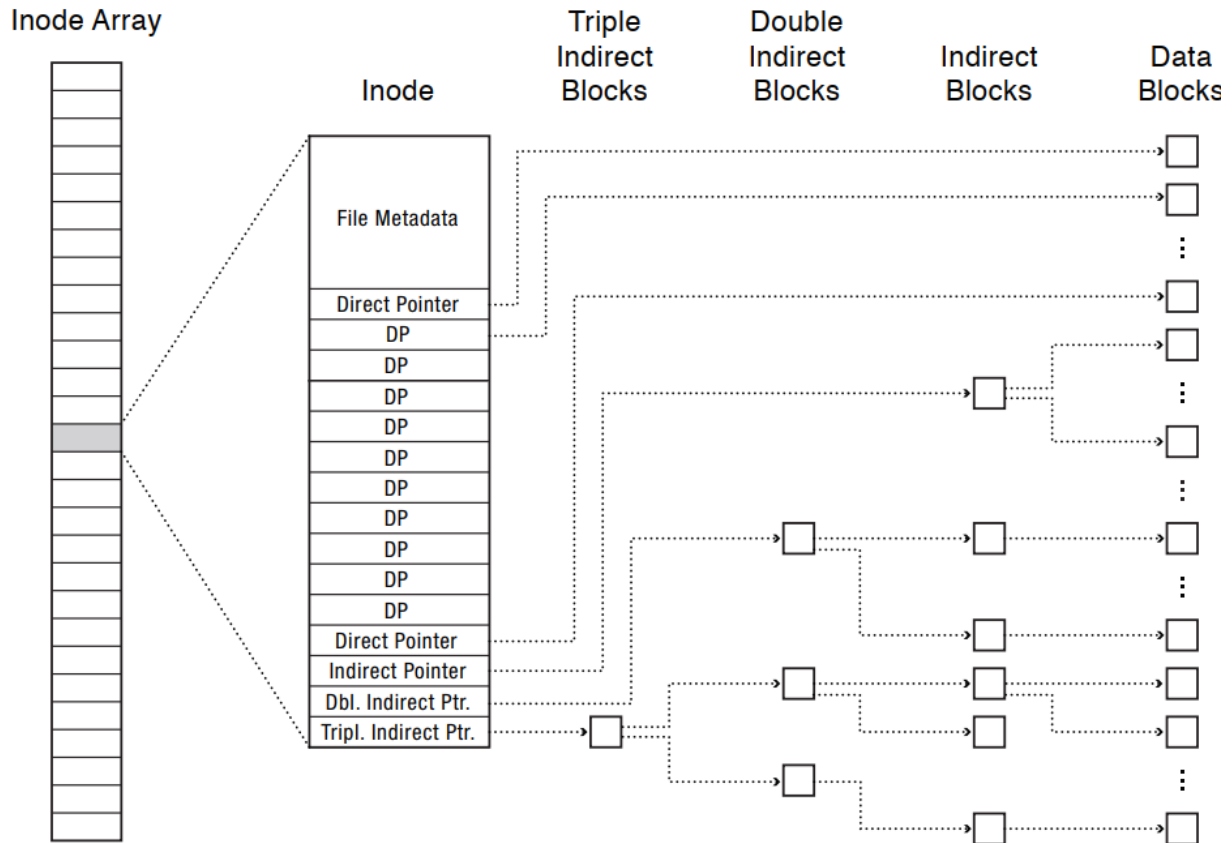 Inode Array
Inode
Triple
Indirect
Blocks
Double
Indirect
Blocks
Indirect
Blocks
Data
Blocks
File Metadata
Direct Pointer
DP
DP
DP
DP
DP
DP
DP
DP
DP
DP
Direct Pointer
Indirect Pointer
Dbl. Indirect Ptr.
Tripl. Indirect Ptr.